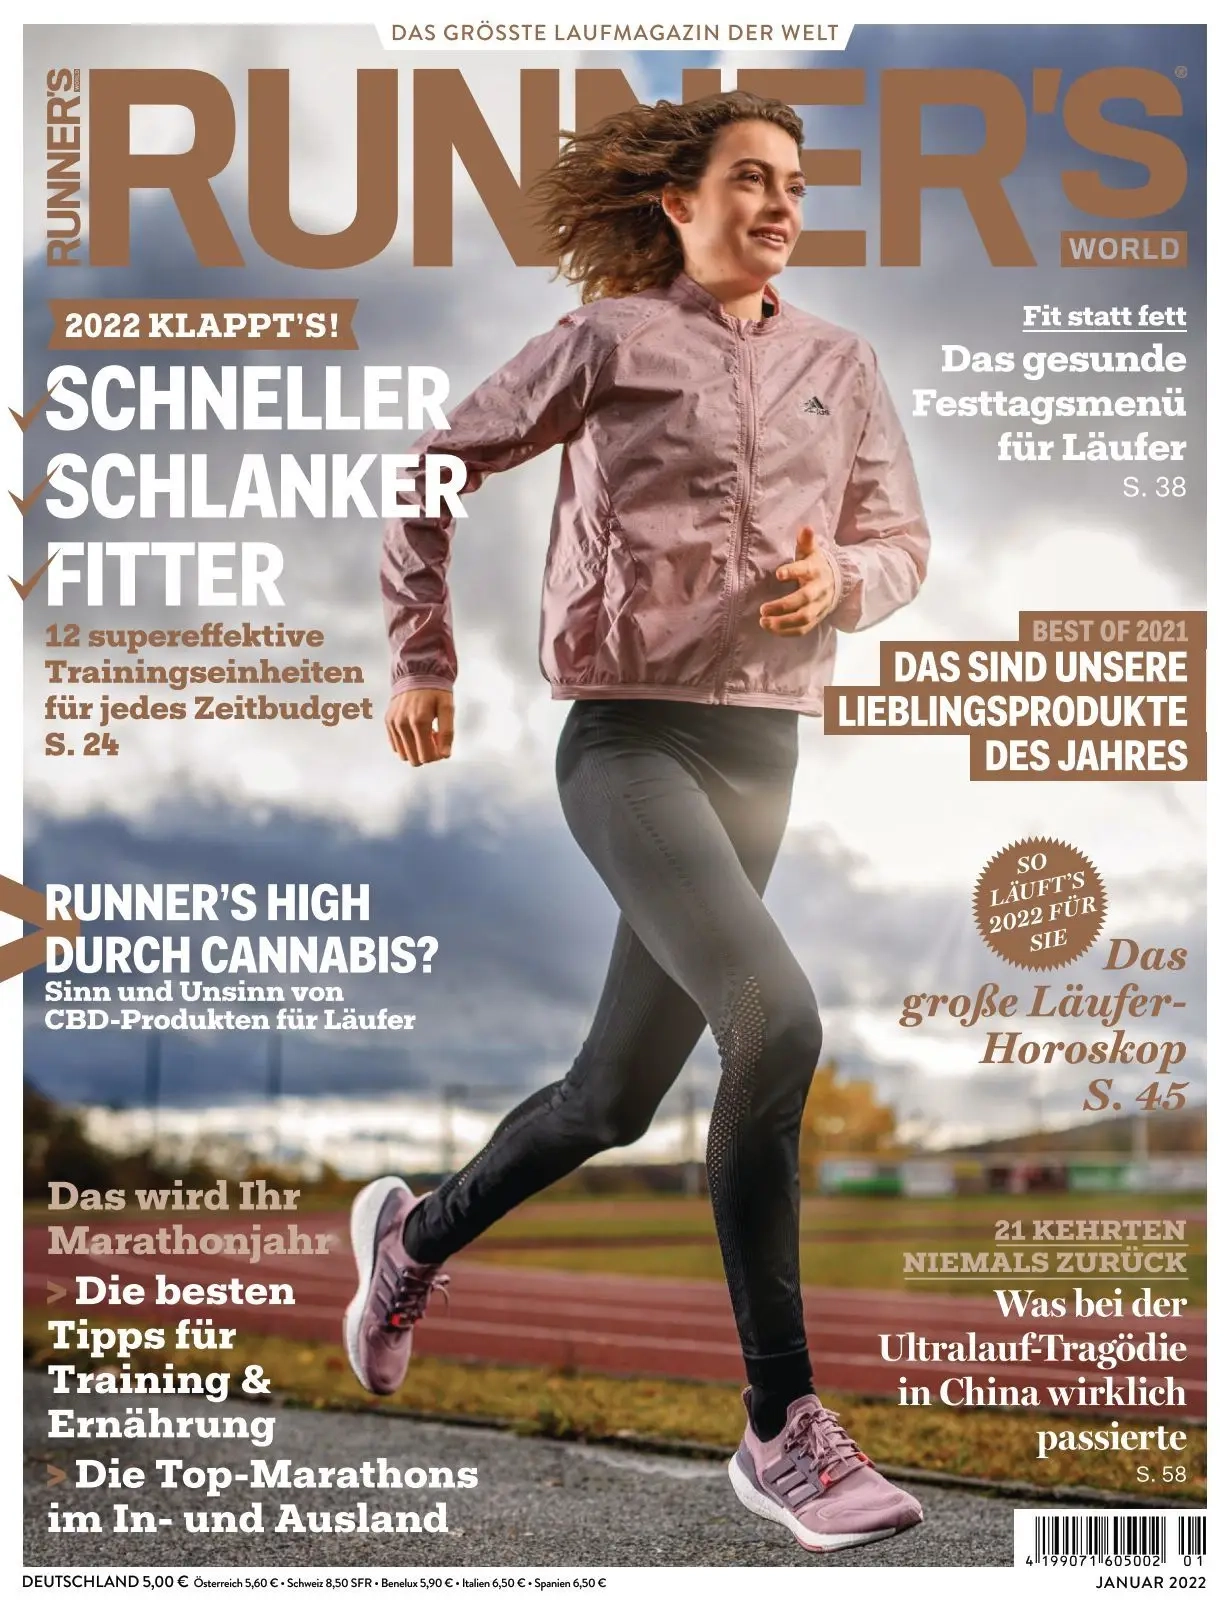 DAS GRÖSSTE LAUFMAGAZIN DER WELT
RUNNER'S
WORLD
RUNNER'S
WORLD
2022 KLAPPT'S!
SCHNELLER
SCHLANKER
FITTER
12 supereffektive
Trainingseinheiten
für jedes Zeitbudget
S. 24
Fit statt fett
Das gesunde
Festtagsmenü
für Läufer
S. 38
BEST OF 2021
DAS SIND UNSERE
LIEBLINGSPRODUKTE
DES JAHRES
RUNNER'S HIGH
DURCH CANNABIS?
Sinn und Unsinn von
CBD-Produkten für Läufer
SO
LÄUFT'S
2022 FÜR
SIE
Das
große Läufer-
Horoskop
S. 45
Das wird Ihr
Marathonjahr
> Die besten
Tipps für
Training &
Ernährung
> Die Top-Marathons
im In- und Ausland
21 KEHRTEN
NIEMALS ZURÜCK
Was bei der
Ultralauf-Tragödie
in China wirklich
passierte
S. 58
4 199071 605002 01
DEUTSCHLAND 5,00 € Österreich 5,60 € • Schweiz 8,50 SFR • Benelux 5,90 € • Italien 6,50 € • Spanien 6,50 €
JANUAR 2022